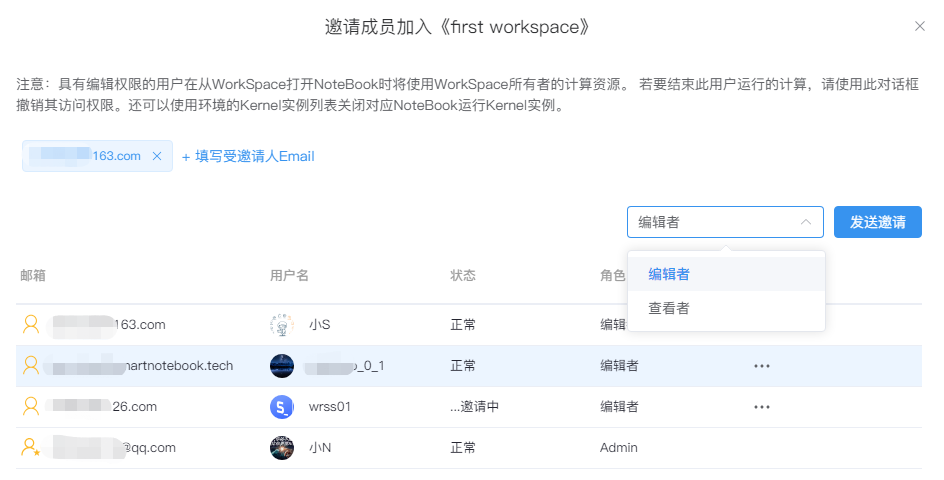 邀请成员加入《first workspace》
注意：具有编辑权限的用户在从WorkSpace打开NoteBook时将使用WorkSpace所有者的计算资源。 若要结束此用户运行的计算，请使用此对话框
撤销其访问权限。还可以使用环境的Kernel实例列表关闭对应NoteBook运行Kernel实例。
163.com × + 填写受邀请人Email
编辑者 发送邀请
编辑者
查看者
邮箱 用户名 状态 角色
163.com 小S 正常 编辑
martnotebook.tech _0_1 正常 编辑者 ...
26.com wrss01 ...邀请中 编辑者 ...
@qq.com 小N 正常 Admin